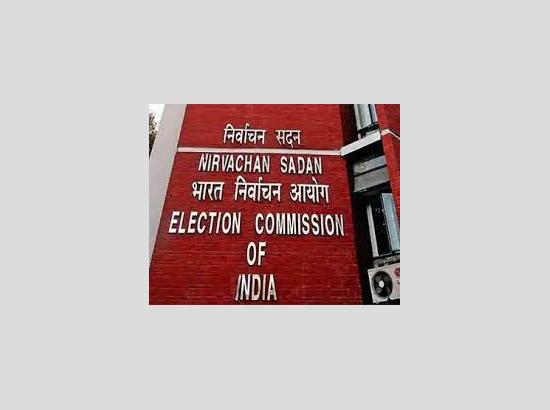 निर्वाचन सदन
NIRVACHAN SADAN
भारत निर्वाचन आयोग
ELECTION COMMISSION
OF
INDIA